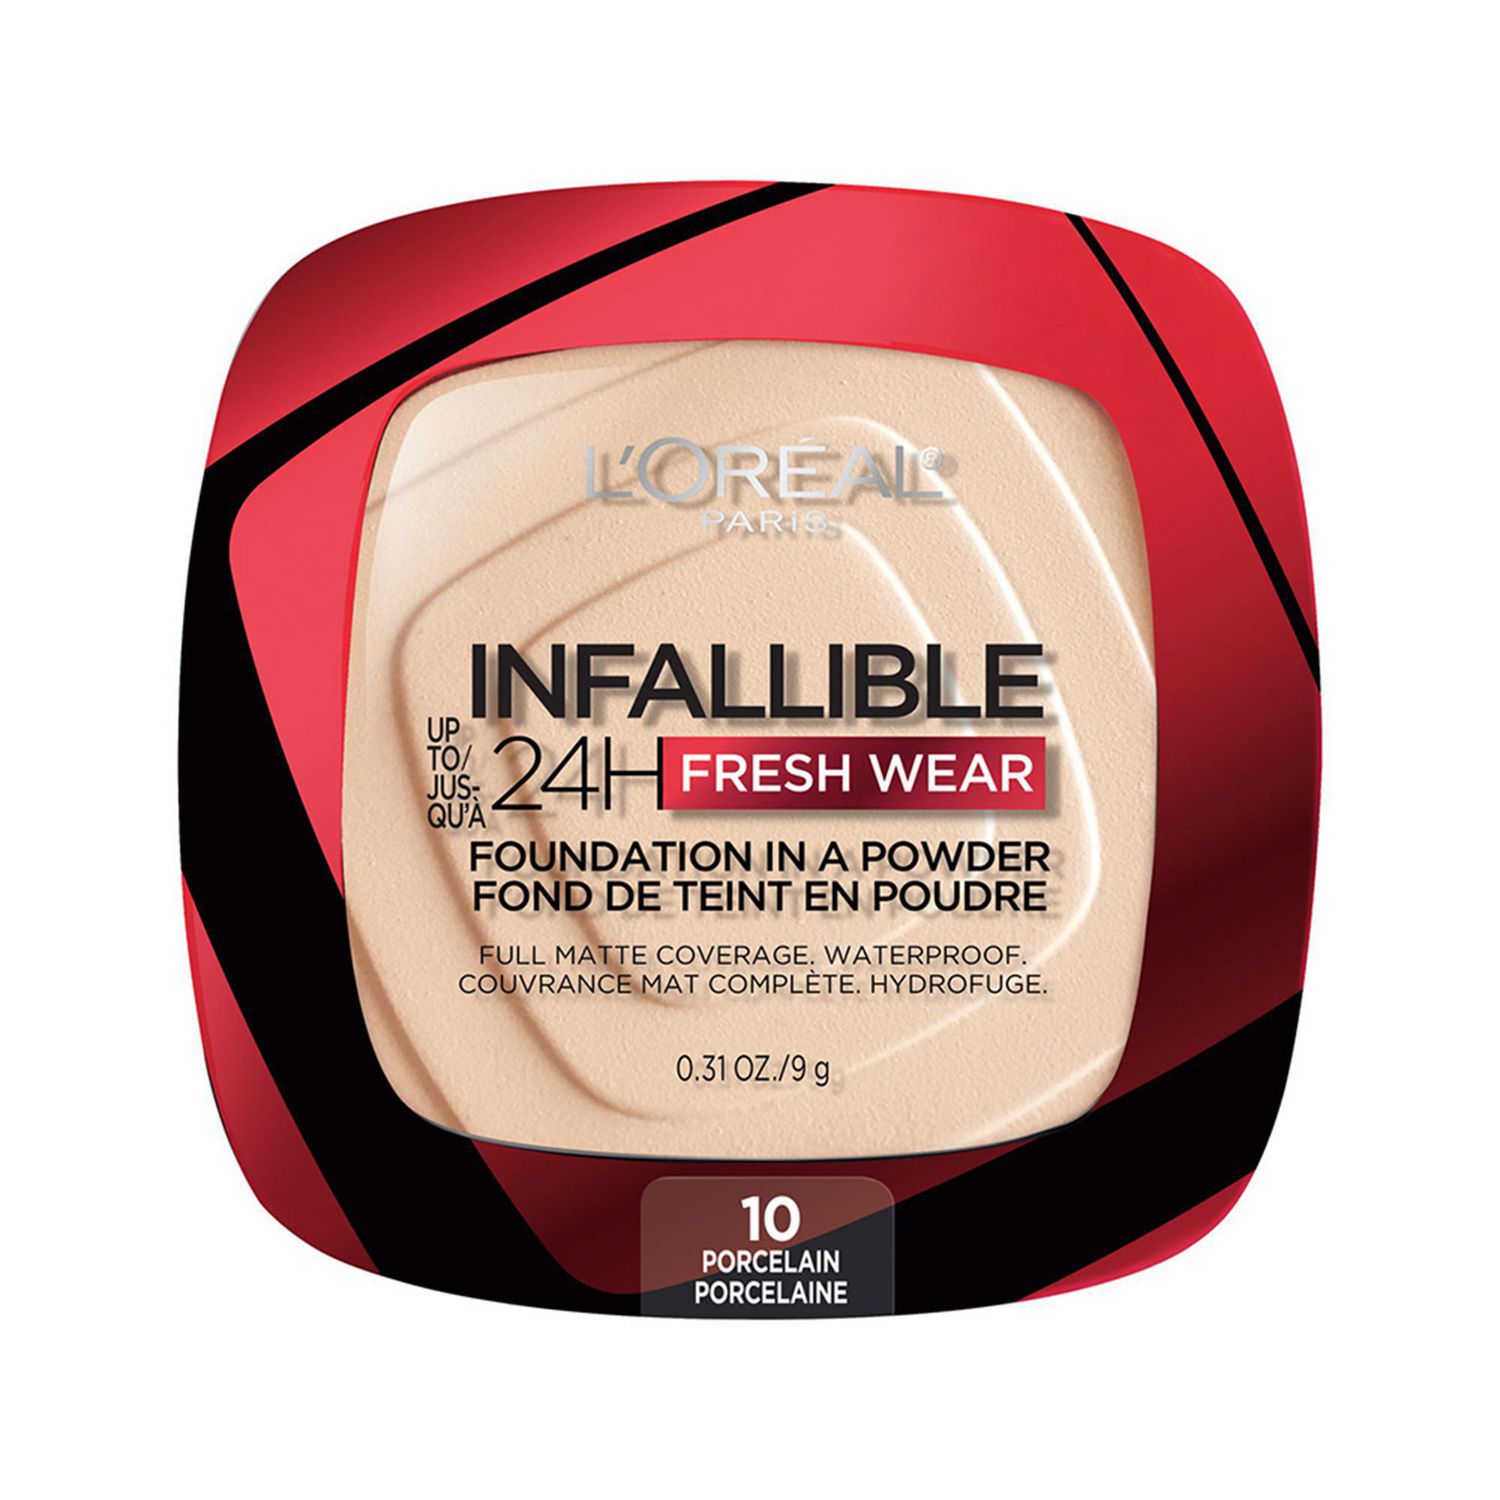 L'ORÉAL®
PARiS
INFALLIBLE
UP
TO/
JUS-
QU'À
24H FRESH WEAR
FOUNDATION IN A POWDER
FOND DE TEINT EN POUDRE
FULL MATTE COVERAGE. WATERPROOF.
COUVRANCE MAT COMPLÈTE. HYDROFUGE.
0.31 OZ./9 g
10
PORCELAIN
PORCELAINE